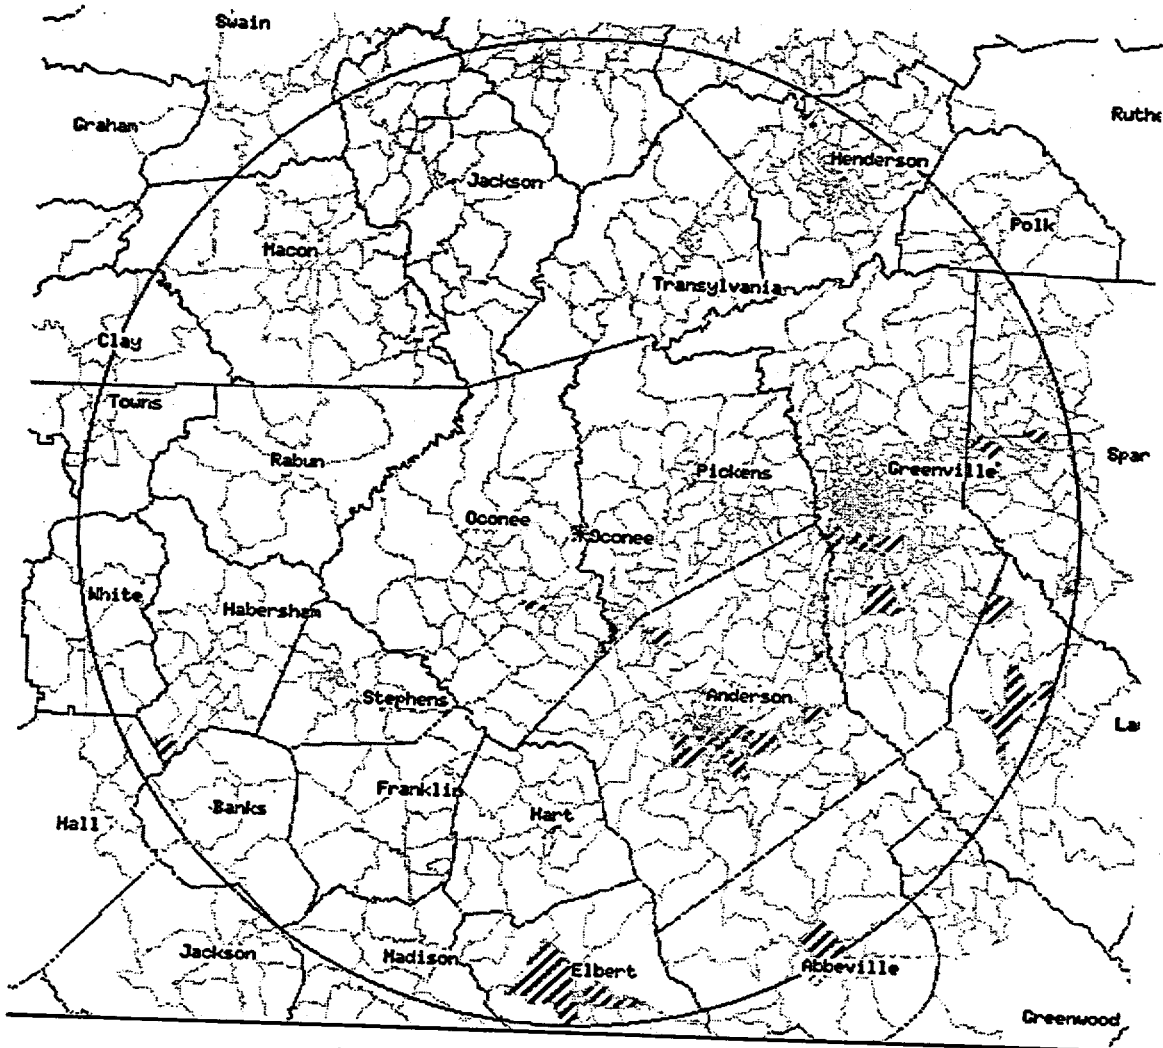 Swain
Graham
Ruthe
Henderson
Jackson
Polk
Macon
Transylvania
Clay
Towns
Rabun
Pickens
Greenville
Spar
Oconee
Oconee
White
Habersham
Stephens
Anderson
La
Franklin
Banks
Hart
Hall
Jackson
Madison
Elbert
Abbeville
Greenwood